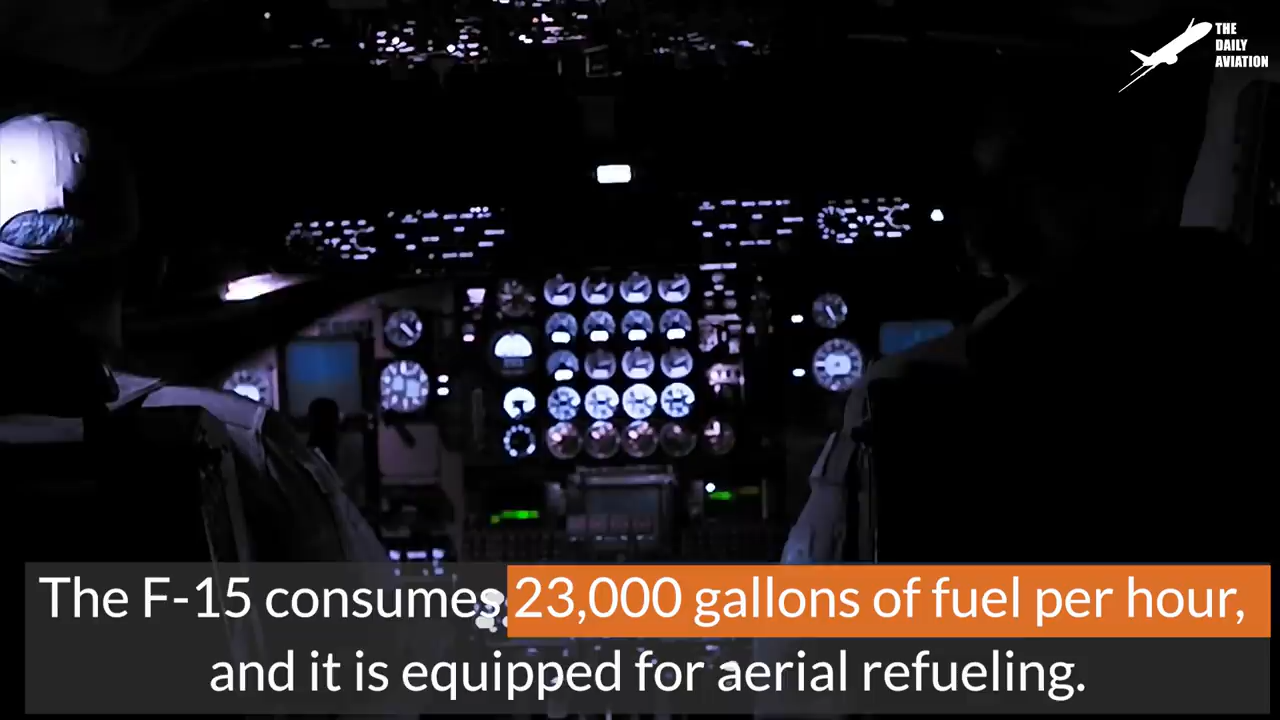 THE
DAILY
AVIATION
The F-15 consumes 23,000 gallons of fuel per hour,
and it is equipped for aerial refueling.